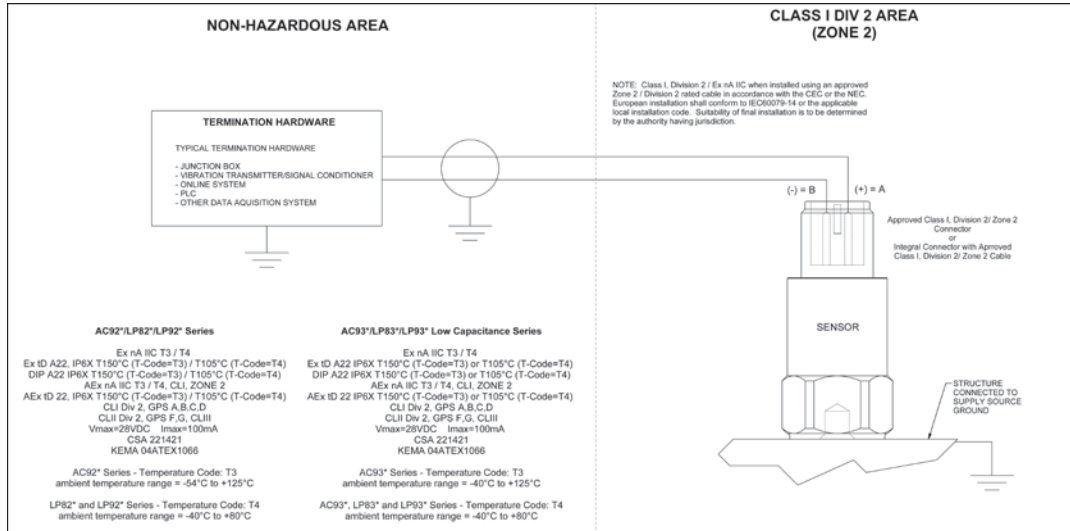 NON-HAZARDOUS AREA
CLASS I DIV 2 AREA
(ZONE 2)
NOTE: Class I, Division 2 / Ex nA IIC when installed using an approved
Zone 2 / Division 2 rated cable in accordance with the CEC or the NEC.
European installation shall conform to IEC60079-14 or the applicable
local installation code. Suitability of final installation is to be determined
by the authority having jurisdiction.
TERMINATION HARDWARE
TYPICAL TERMINATION HARDWARE
- JUNCTION BOX
- VIBRATION TRANSMITTER/SIGNAL CONDITIONER
- ONLINE SYSTEM
- PLC
- OTHER DATA AQUISITION SYSTEM
(-) = B
(+) = A
Approved Class I, Division 2/ Zone 2
Connector
or
Integral Connector with Aprroved
Class I, Division 2/ Zone 2 Cable
SENSOR
STRUCTURE
CONNECTED TO
SUPPLY SOURCE
GROUND
AC92*/LP82*/LP92* Series
Ex nA IIC T3 / T4
Ex tD A22, IP6X T150°C (T-Code=T3) / T105°C (T-Code=T4)
DIP A22 IP6X T150°C (T-Code=T3) / T105°C (T-Code=T4)
AEx nA IIC T3 / T4, CLI, ZONE 2
AEx tD 22, IP6X T150°C (T-Code=T3) / T105°C (T-Code=T4)
CLI Div 2, GPS A,B,C,D
CLII Div 2, GPS F,G, CLIII
Vmax=28VDC Imax=100mA
CSA 221421
KEMA 04ATEX1066
AC92* Series - Temperature Code: T3
ambient temperature range = -54°C to +125°C
LP82* and LP92* Series - Temperature Code: T4
ambient temperature range = -40°C to +80°C
AC93*/LP83*/LP93* Low Capacitance Series
Ex nA IIC T3 / T4
Ex tD A22, IP6X T150°C (T-Code=T3) or T105°C (T-Code=T4)
DIP A22 IP6X T150°C (T-Code=T3) or T105°C (T-Code=T4)
AEx nA IIC T3 / T4, CLI, ZONE 2
AEx tD 22 IP6X T150°C (T-Code=T3) or T105°C (T-Code=T4)
CLI Div 2, GPS A,B,C,D
CLII Div 2, GPS F,G, CLIII
Vmax=28VDC Imax=100mA
CSA 221421
KEMA 04ATEX1066
AC93* Series - Temperature Code: T3
ambient temperature range = -40°C to +125°C
AC93*, LP83* and LP93* Series - Temperature Code: T4
ambient temperature range = -40°C to +80°C